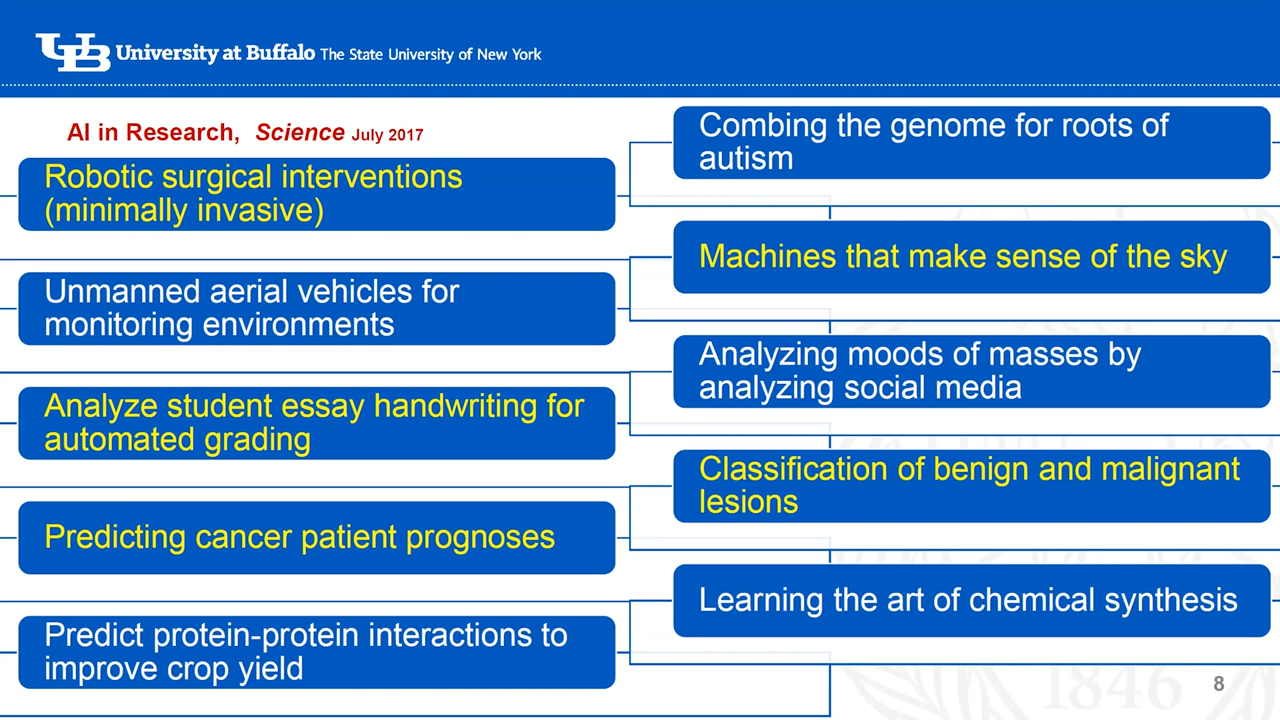 UB University at Buffalo The State University of New York
AI in Research, Science July 2017
Robotic surgical interventions
(minimally invasive)
Unmanned aerial vehicles for
monitoring environments
Analyze student essay handwriting for
automated grading
Predicting cancer patient prognoses
Predict protein-protein interactions to
improve crop yield
Combing the genome for roots of
autism
Machines that make sense of the sky
Analyzing moods of masses by
analyzing social media
Classification of benign and malignant
lesions
Learning the art of chemical synthesis
1846
8